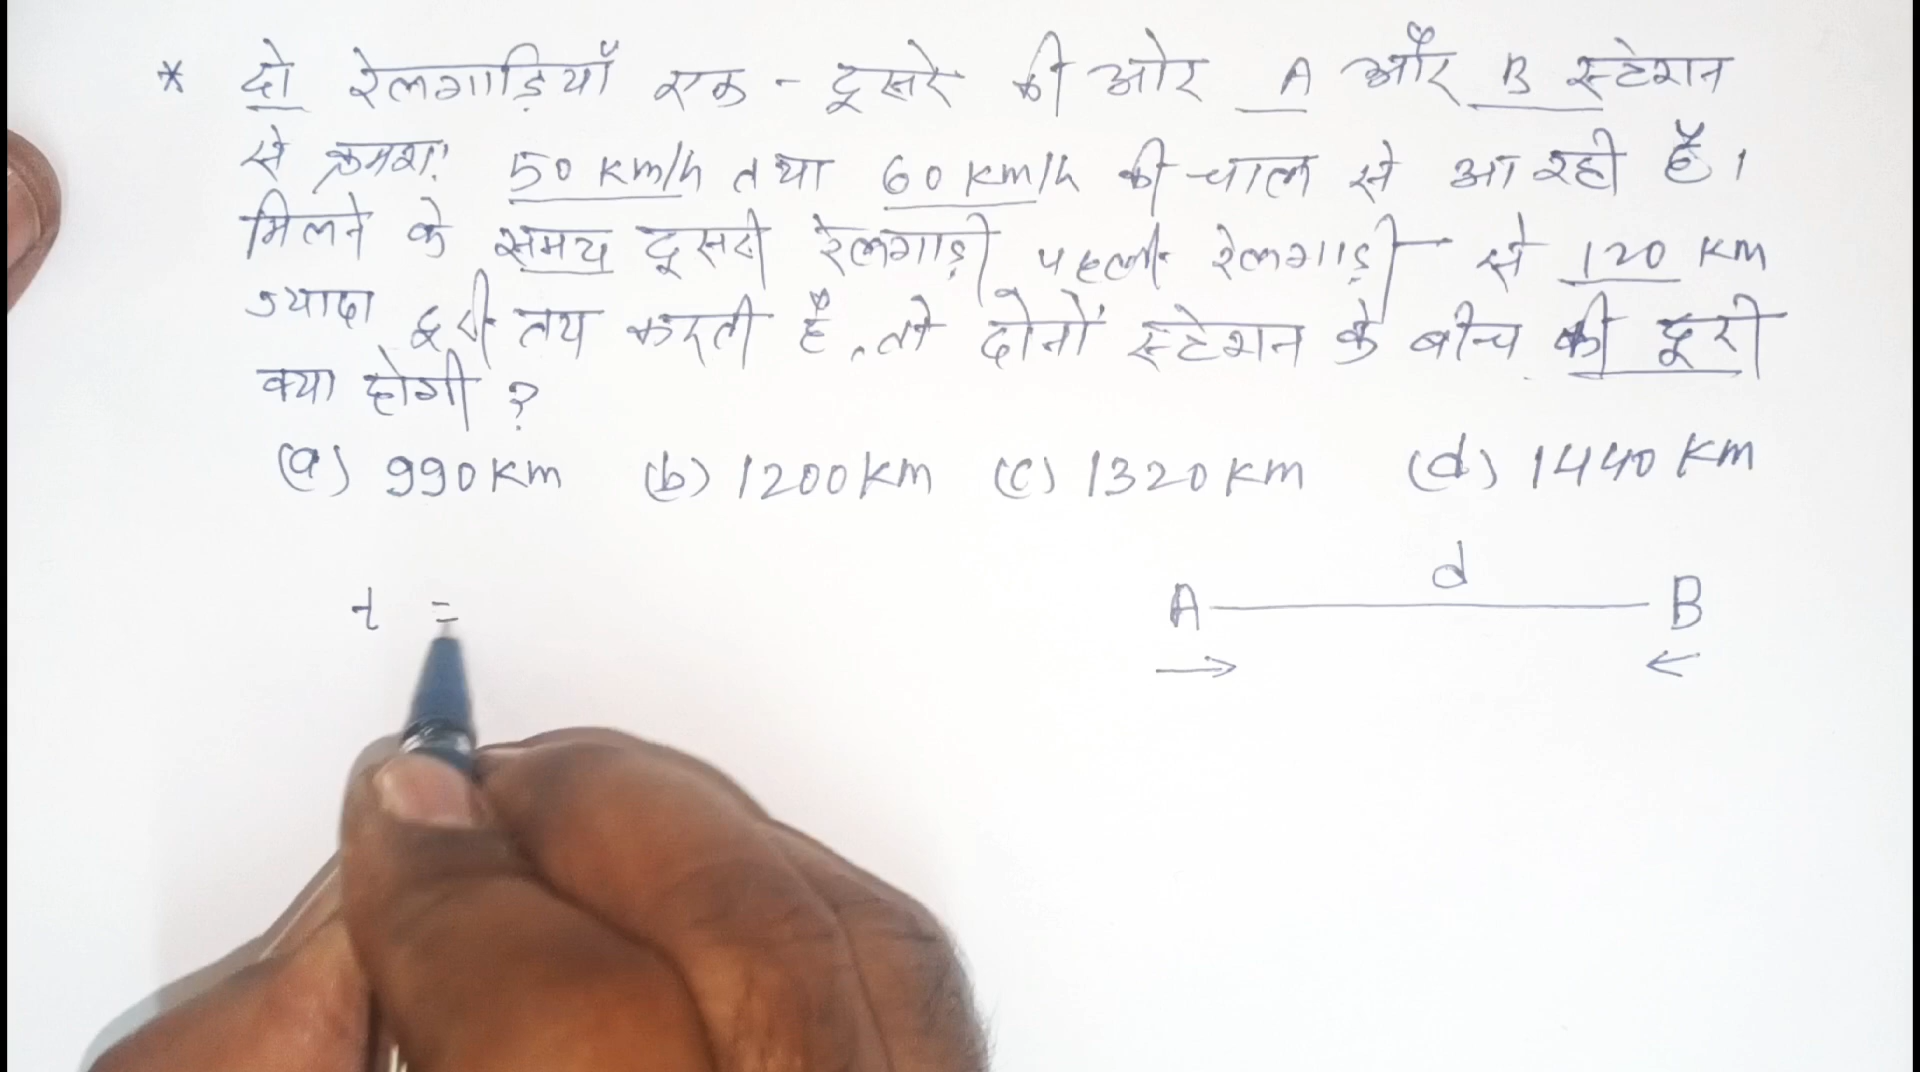 * दो रेलगाड़ियाँ एक - दूसरे की ओर A और B स्टेशन
से क्रमश: 50 km/h तथा 60 km/h की चाल से आ रही हैं।
मिलने के समय दूसरी रेलगाड़ी पहली रेलगाड़ी से 120 KM
ज्यादा दूरी तय करती है, तो दोनों स्टेशन के बीच की दूरी
क्या होगी ?
(a) 990 KM (b) 1200 KM (c) 1320 KM (d) 1440 KM
d
t = A B